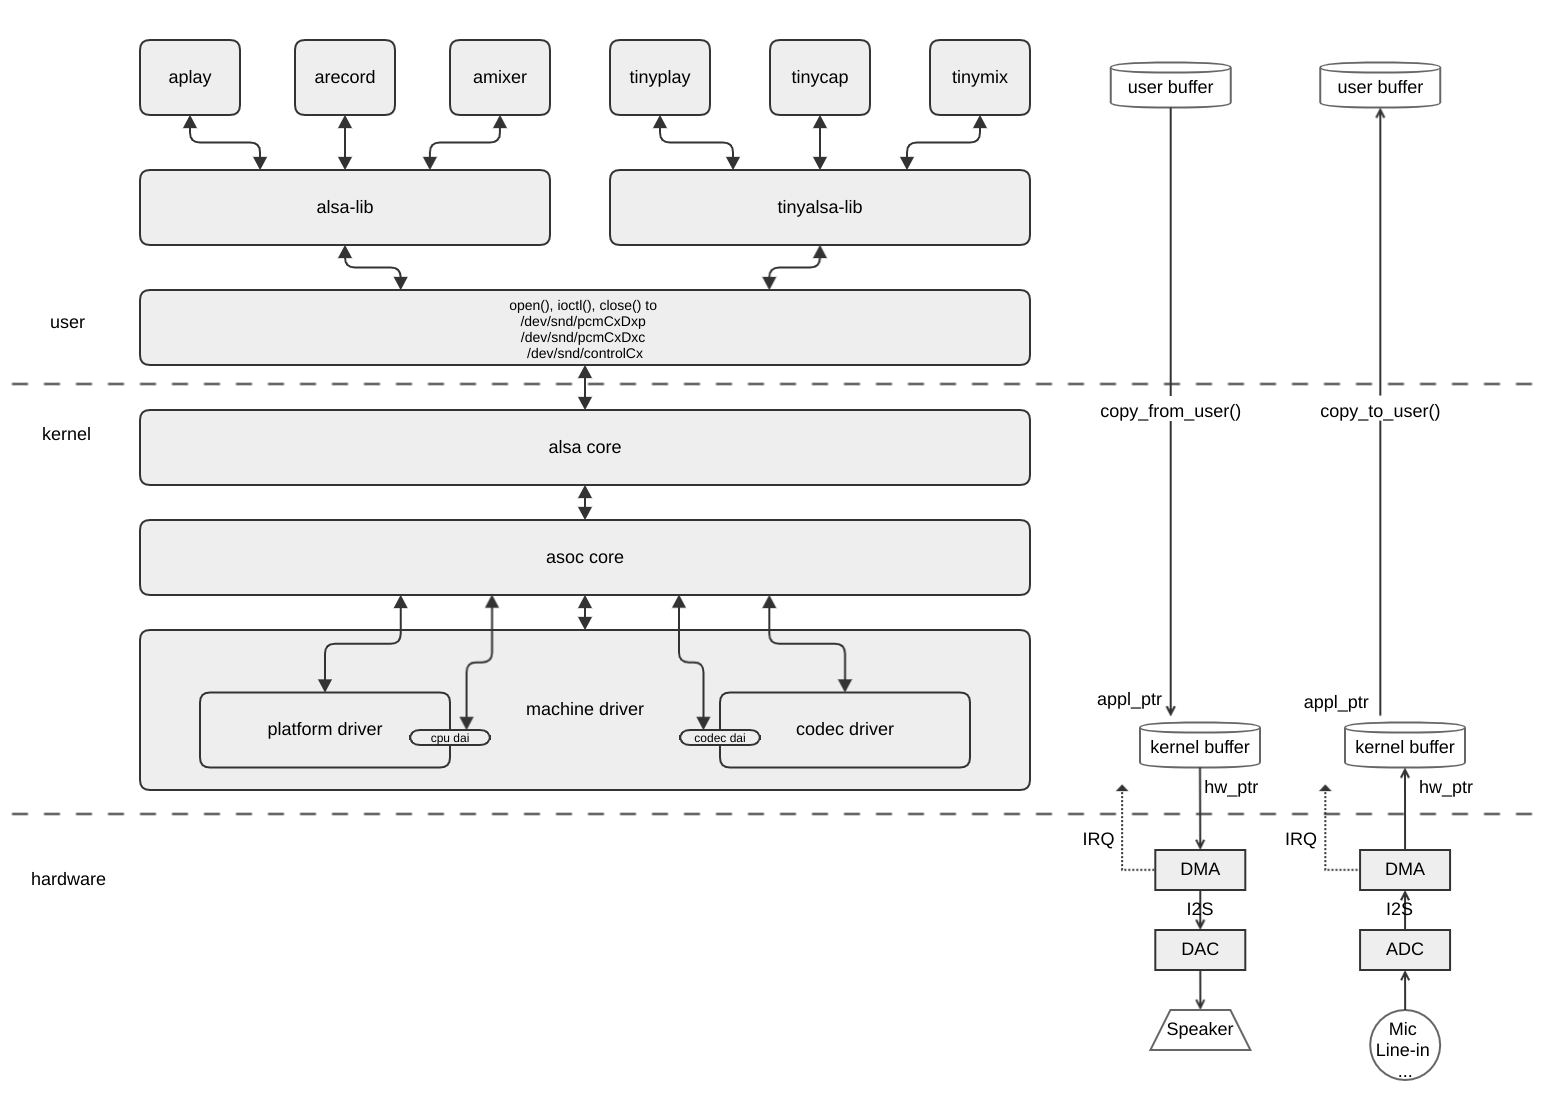 aplay
arecord
amixer
tinyplay
tinycap
tinymix
user buffer
user buffer
alsa-lib
tinyalsa-lib
open(), ioctl(), close() to
/dev/snd/pcmCxDxp
/dev/snd/pcmCxDxc
/dev/snd/controlCx
user
kernel
copy_from_user()
copy_to_user()
alsa core
asoc core
machine driver
platform driver
cpu dai
codec dai
codec driver
appl_ptr
appl_ptr
kernel buffer
kernel buffer
hw_ptr
hw_ptr
hardware
IRQ
IRQ
DMA
DMA
I2S
I2S
DAC
ADC
Speaker
Mic
Line-in
...